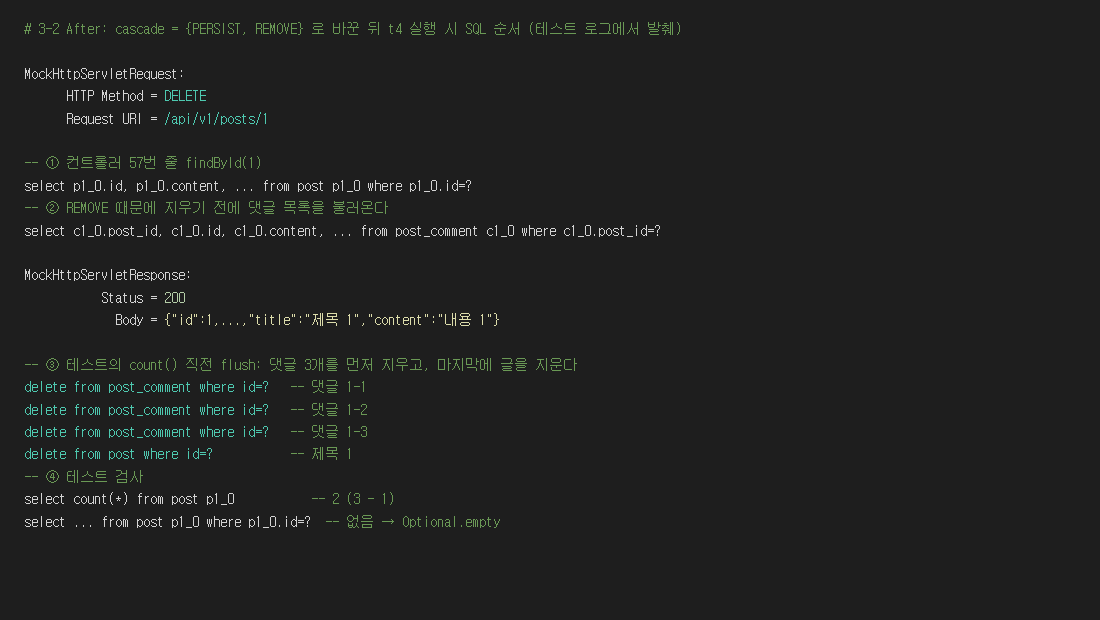 # 3-2 After: cascade = {PERSIST, REMOVE} 로 바꾼 뒤 t4 실행 시 SQL 순서 (테스트 로그에서 발췌)
MockHttpServletRequest:
HTTP Method = DELETE
Request URI = /api/v1/posts/1
-- ① 컨트롤러 57번 줄 findById(1)
select p1_0.id, p1_0.content, ... from post p1_0 where p1_0.id=?
-- ② REMOVE 때문에 지우기 전에 댓글 목록을 불러온다
select c1_0.post_id, c1_0.id, c1_0.content, ... from post_comment c1_0 where c1_0.post_id=?
MockHttpServletResponse:
Status = 200
Body = {"id":1,...,"title":"제목 1","content":"내용 1"}
-- ③ 테스트의 count() 직전 flush: 댓글 3개를 먼저 지우고, 마지막에 글을 지운다
delete from post_comment where id=? -- 댓글 1-1
delete from post_comment where id=? -- 댓글 1-2
delete from post_comment where id=? -- 댓글 1-3
delete from post where id=? -- 제목 1
-- ④ 테스트 검사
select count(*) from post p1_0 -- 2 (3 - 1)
select ... from post p1_0 where p1_0.id=? -- 없음 → Optional.empty